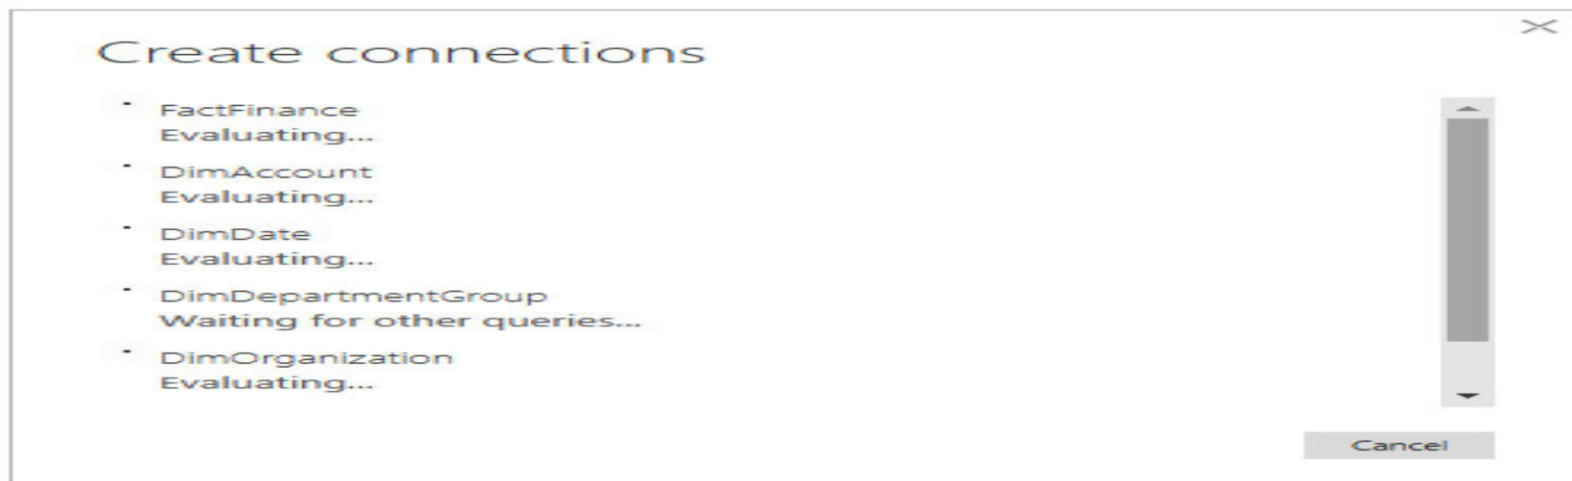 Create connections
FactFinance
Evaluating...
DimAccount
Evaluating...
DimDate
Evaluating...
DimDepartmentGroup
Waiting for other queries...
DimOrganization
Evaluating...
Cancel